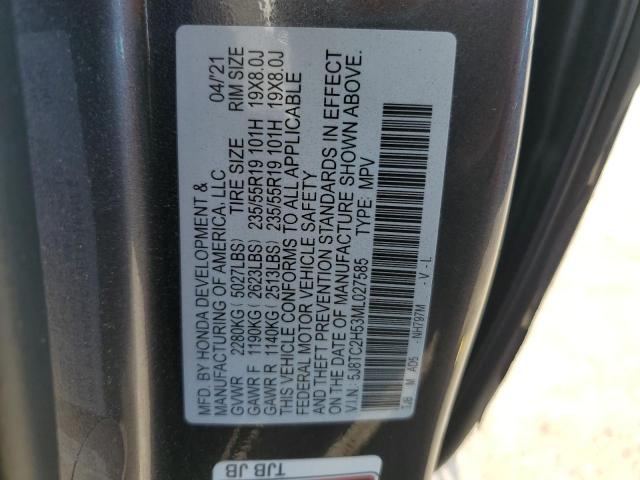 MFD. BY HONDA DEVELOPMENT &
MANUFACTURING OF AMERICA, LLC 04/'21
GVWR 2280KG ( 5027LBS) TIRE SIZE RIM SIZE
GAWR F 1190KG ( 2623LBS) 235/55R19 101H 19X8.0J
GAWR R 1140KG ( 2513LBS) 235/55R19 101H 19X8.0J
THIS VEHICLE CONFORMS TO ALL APPLICABLE
FEDERAL MOTOR VEHICLE SAFETY
AND THEFT PREVENTION STANDARDS IN EFFECT
ON THE DATE OF MANUFACTURE SHOWN ABOVE.
V.I.N.: 5J8TC2H53ML027585 TYPE: MPV
TJB M AD5 NH797M - V - L
TJB JB